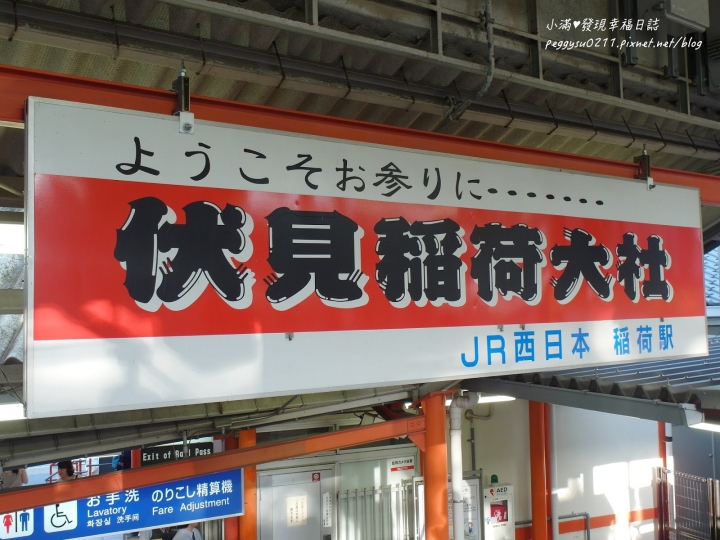 小滿♥發現幸福日誌
peggysu0211.pixnet.net/blog
ようこそお参りに-------
伏見稲荷大社
JR西日本 稲荷駅
Exit of Rail Pass
お手洗 のりこし精算機
Lavatory Fare Adjustment
화장실 洗手间
AED